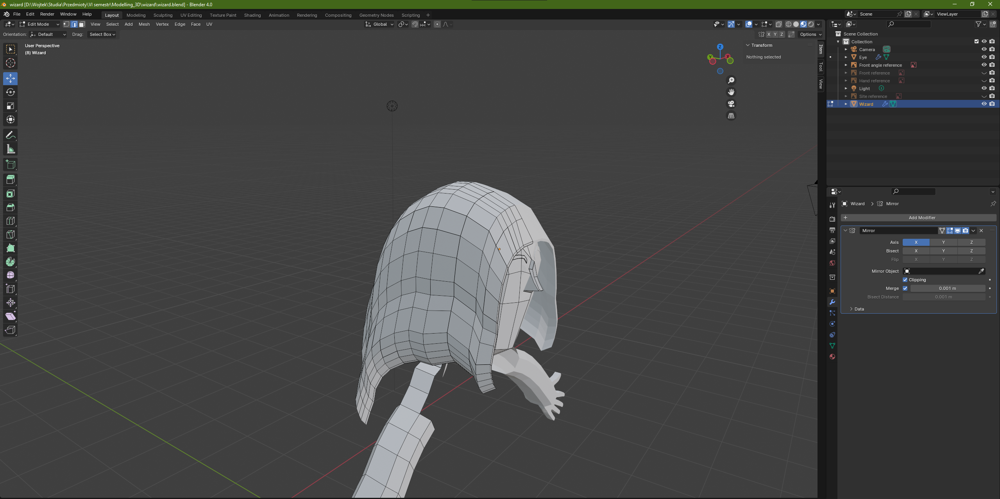 wizard [D:\Wojtek\Studia\Przedmioty\VI semestr\Modelling_3D\wizard\wizard.blend] - Blender 4.0
File Edit Render Window Help Layout Modeling Sculpting UV Editing Texture Paint Shading Animation Rendering Compositing Geometry Nodes Scripting + Scene ViewLayer
Edit Mode View Select Add Mesh Vertex Edge Face UV Global
Orientation: Default Drag: Select Box X Y Z Options
User Perspective
(8) Wizard
Z
Y
X
Transform
Nothing selected
Item
Tool
View
Scene Collection
Collection
Camera
Eye
Front angle reference
Front reference
Hand reference
Light
Site reference
Wizard
Wizard > Mirror
+ Add Modifier
Mirror
Axis X Y Z
Bisect X Y Z
Flip X Y Z
Mirror Object
Clipping
Merge 0.001 m
Bisect Distance 0.001 m
Data